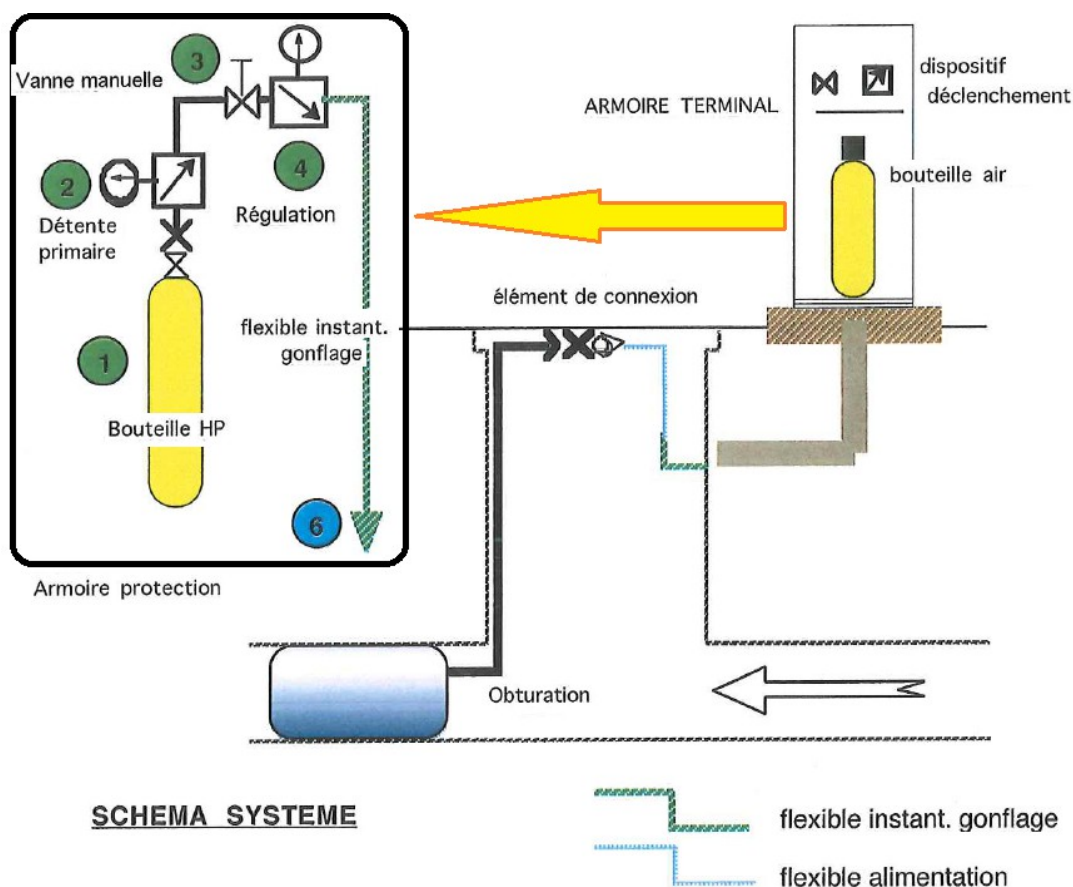 3
Vanne manuelle
dispositif
déclenchement
ARMOIRE TERMINAL
2
4
bouteille air
Détente
primaire
Régulation
élément de connexion
flexible instant.
gonflage
1
Bouteille HP
6
Armoire protection
Obturation
SCHEMA SYSTEME
flexible instant. gonflage
flexible alimentation